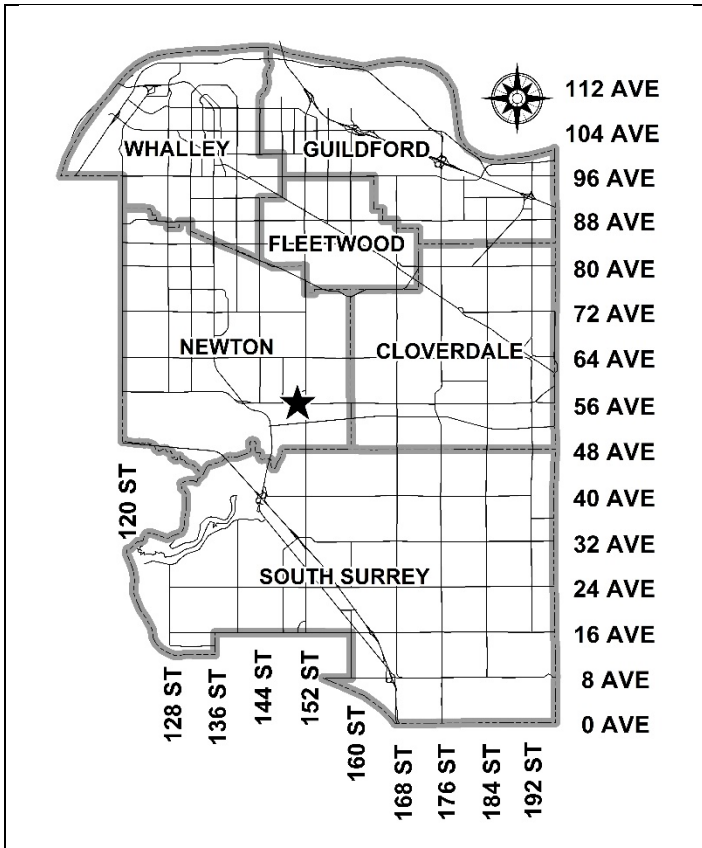 112 AVE
104 AVE
WHALLEY
GUILDFORD
96 AVE
88 AVE
FLEETWOOD
80 AVE
72 AVE
NEWTON
CLOVERDALE
64 AVE
56 AVE
48 AVE
120 ST
40 AVE
32 AVE
SOUTH SURREY
24 AVE
16 AVE
128 ST
136 ST
144 ST
152 ST
8 AVE
160 ST
0 AVE
168 ST
176 ST
184 ST
192 ST